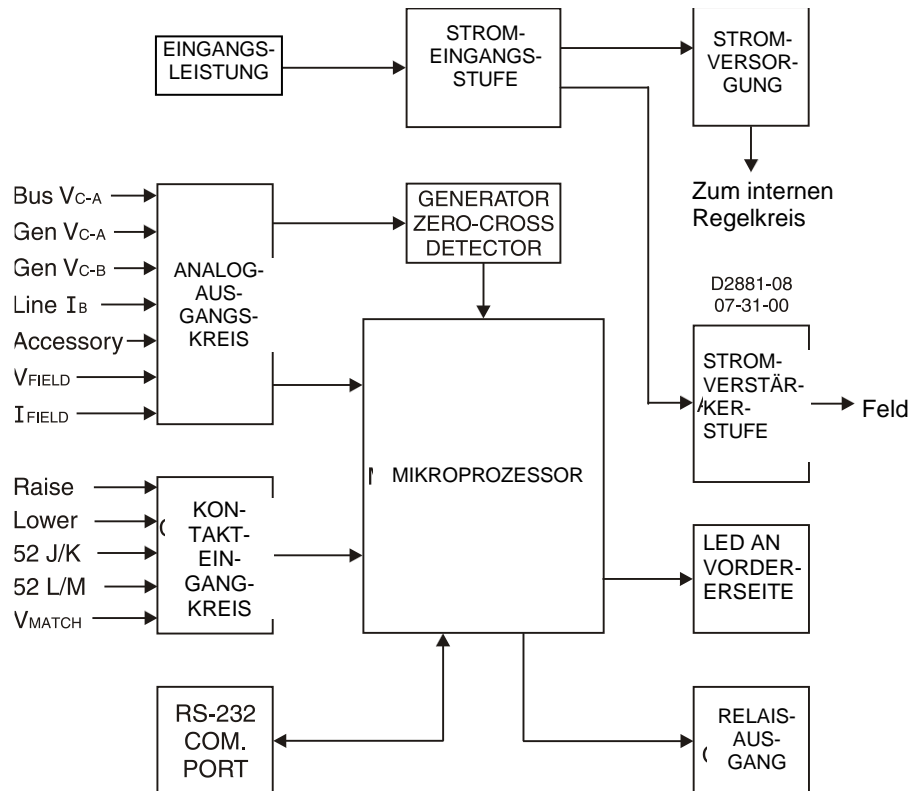 EINGANGS-
LEISTUNG
STROM-
EINGANGS-
STUFE
STROM-
VERSOR-
GUNG
Zum internen
Regelkreis
Bus VC-A
Gen VC-A
Gen VC-B
Line IB
Accessory
VFIELD
IFIELD
ANALOG-
AUS-
GANGS-
KREIS
GENERATOR
ZERO-CROSS
DETECTOR
D2881-08
07-31-00
STROM-
VERSTÄR-
KER-
STUFE
Feld
MIKROPROZESSOR
Raise
Lower
52 J/K
52 L/M
VMATCH
KON-
TAKT-
EIN-
GANG-
KREIS
LED AN
VORDER-
ERSEITE
RS-232
COM.
PORT
RELAIS-
AUS-
GANG